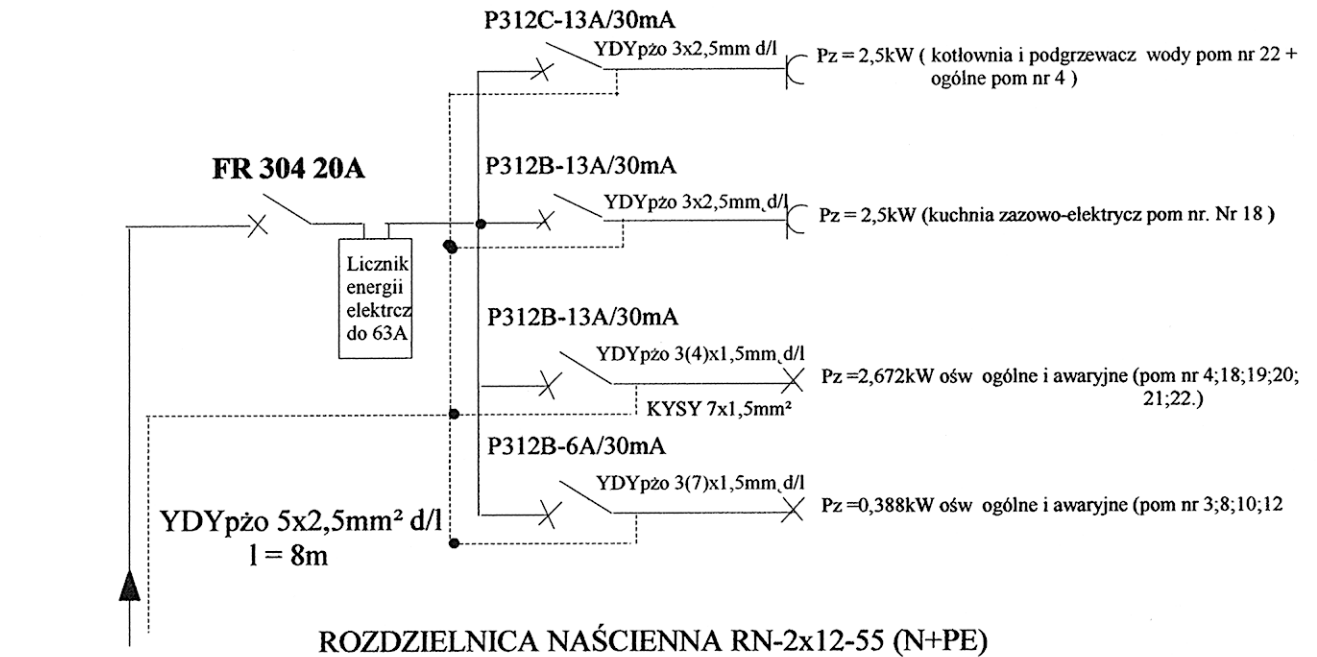 P312C-13A/30mA
YDYpżo 3x2,5mm d/l
Pz = 2,5kW ( kotłownia i podgrzewacz wody pom nr 22 +
ogólne pom nr 4 )
FR 304 20A
P312B-13A/30mA
YDYpżo 3x2,5mm, d/l
Pz = 2,5kW (kuchnia zazowo-elektrycz pom nr. Nr 18 )
Licznik
energii
elektrcz
do 63A
P312B-13A/30mA
YDYpżo 3(4)x1,5mm, d/l
Pz =2,672kW ośw ogólne i awaryjne (pom nr 4;18;19;20;
21;22.)
KYSY 7x1,5mm²
P312B-6A/30mA
YDYpżo 3(7)x1,5mm, d/l
Pz =0,388kW ośw ogólne i awaryjne (pom nr 3;8;10;12
YDYpżo 5x2,5mm² d/l
l = 8m
ROZDZIELNICA NAŚCIENNA RN-2x12-55 (N+PE)